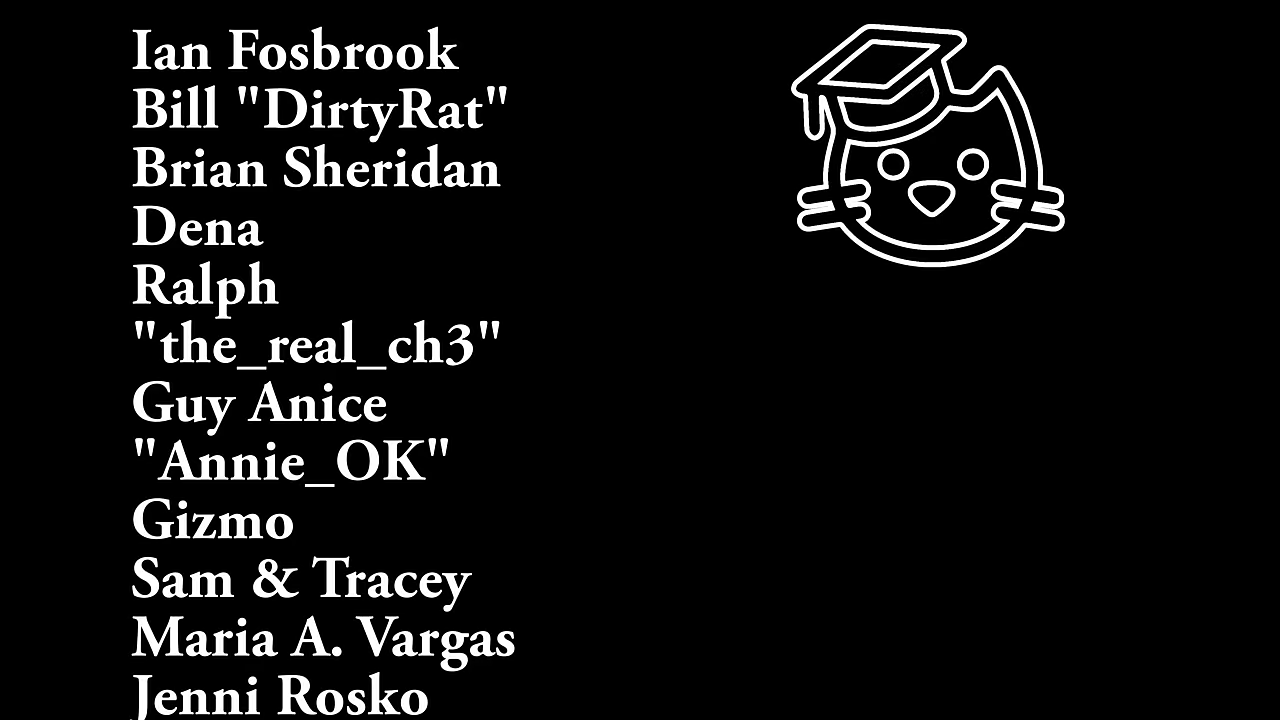 Ian Fosbrook
Bill "DirtyRat"
Brian Sheridan
Dena
Ralph
"the_real_ch3"
Guy Anice
"Annie_OK"
Gizmo
Sam & Tracey
Maria A. Vargas
Jenni Rosko